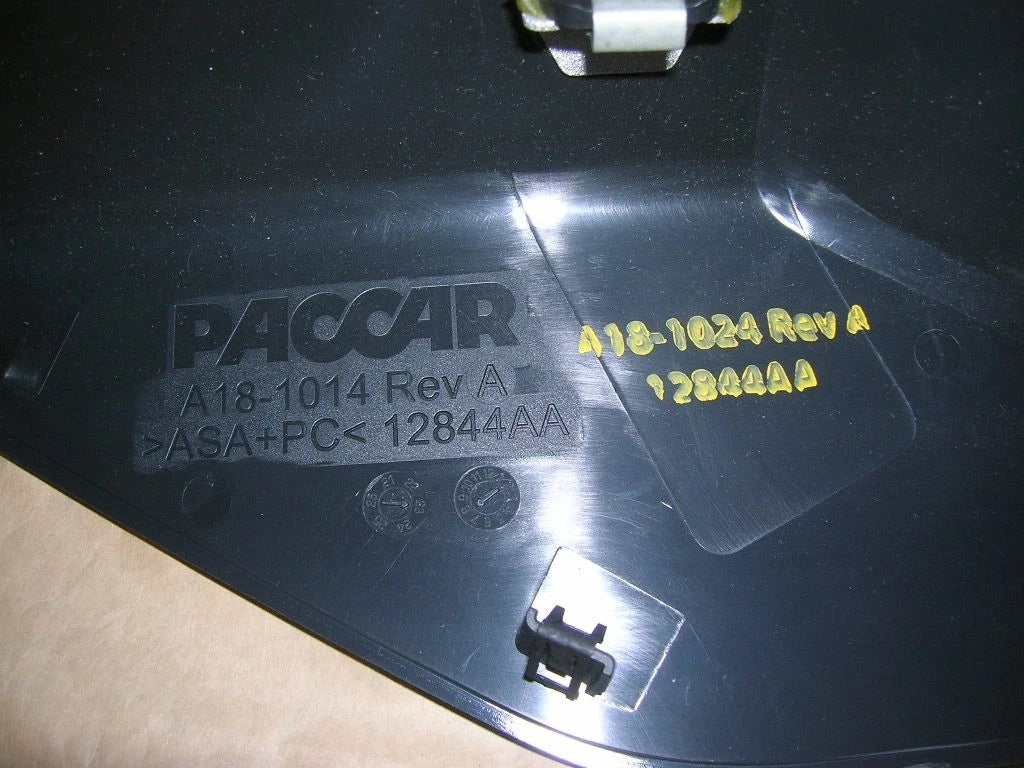 PACCAR
A18-1014 Rev A
>ASA+PC< 12844AA
A18-1024 Rev A
12844AA